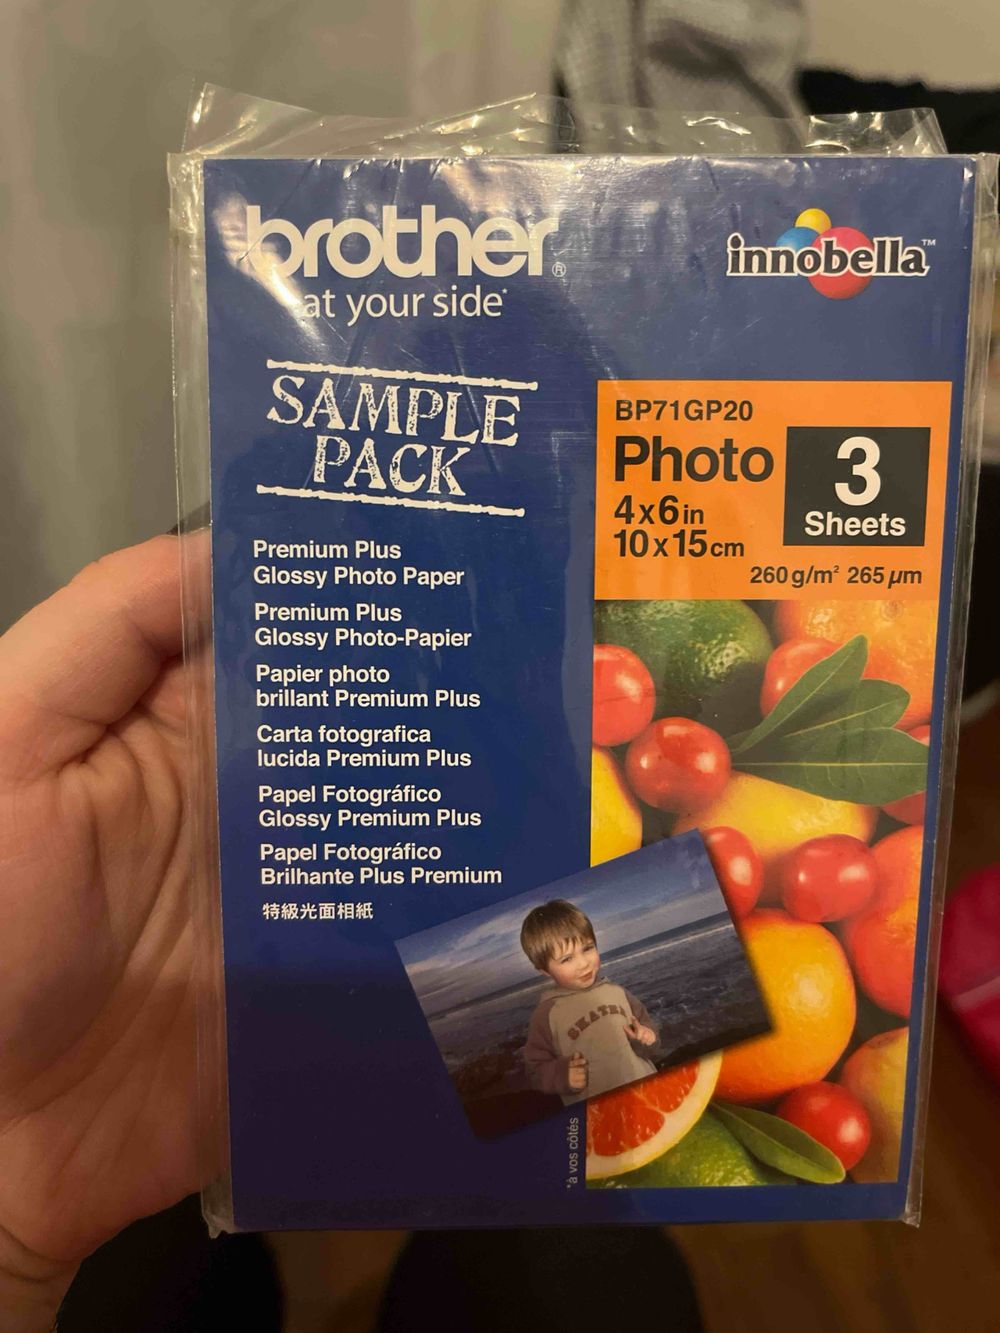 brother®
at your side*
innobella™
SAMPLE
PACK
BP71GP20
Photo
4x6in
10x15cm
3
Sheets
260g/m² 265µm
Premium Plus
Glossy Photo Paper
Premium Plus
Glossy Photo-Papier
Papier photo
brillant Premium Plus
Carta fotografica
lucida Premium Plus
Papel Fotográfico
Glossy Premium Plus
Papel Fotográfico
Brilhante Plus Premium
特級光面相紙
*à vos côtés